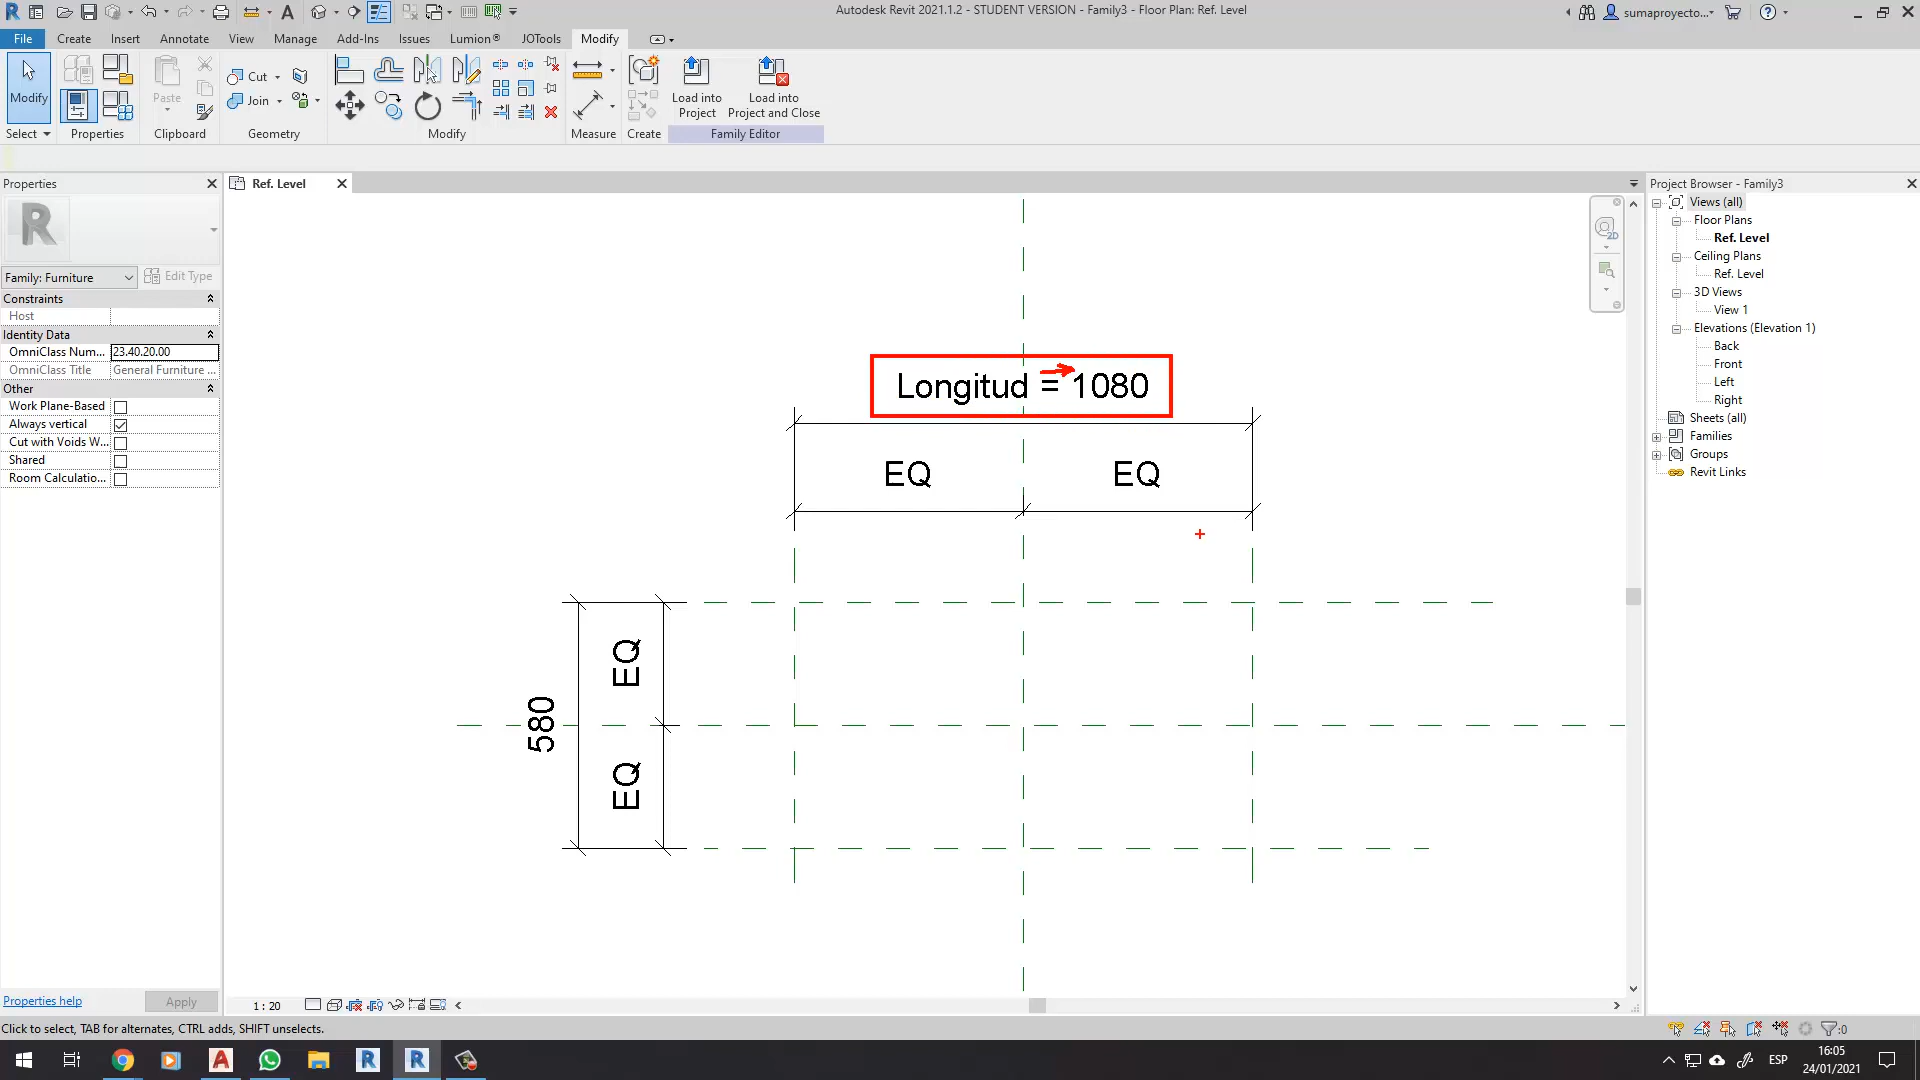 Autodesk Revit 2021.1.2 - STUDENT VERSION - Family3 - Floor Plan: Ref. Level
sumaproyecto...
File Create Insert Annotate View Manage Add-Ins Issues Lumion® JOTools Modify
Modify
Select
Properties
Paste
Clipboard
Cut
Join
Geometry
Modify
Measure
Create
Load into
Project
Load into
Project and Close
Family Editor
Properties
Family: Furniture
Edit Type
Constraints
Host
Identity Data
OmniClass Num... 23.40.20.00
OmniClass Title General Furniture ...
Other
Work Plane-Based
Always vertical
Cut with Voids W...
Shared
Room Calculatio...
Properties help
Apply
Ref. Level
2D
Longitud = 1080
EQ EQ
580
EQ
EQ
1 : 20
Project Browser - Family3
Views (all)
Floor Plans
Ref. Level
Ceiling Plans
Ref. Level
3D Views
View 1
Elevations (Elevation 1)
Back
Front
Left
Right
Sheets (all)
Families
Groups
Revit Links
Click to select, TAB for alternates, CTRL adds, SHIFT unselects.
:0
ESP
16:05
24/01/2021